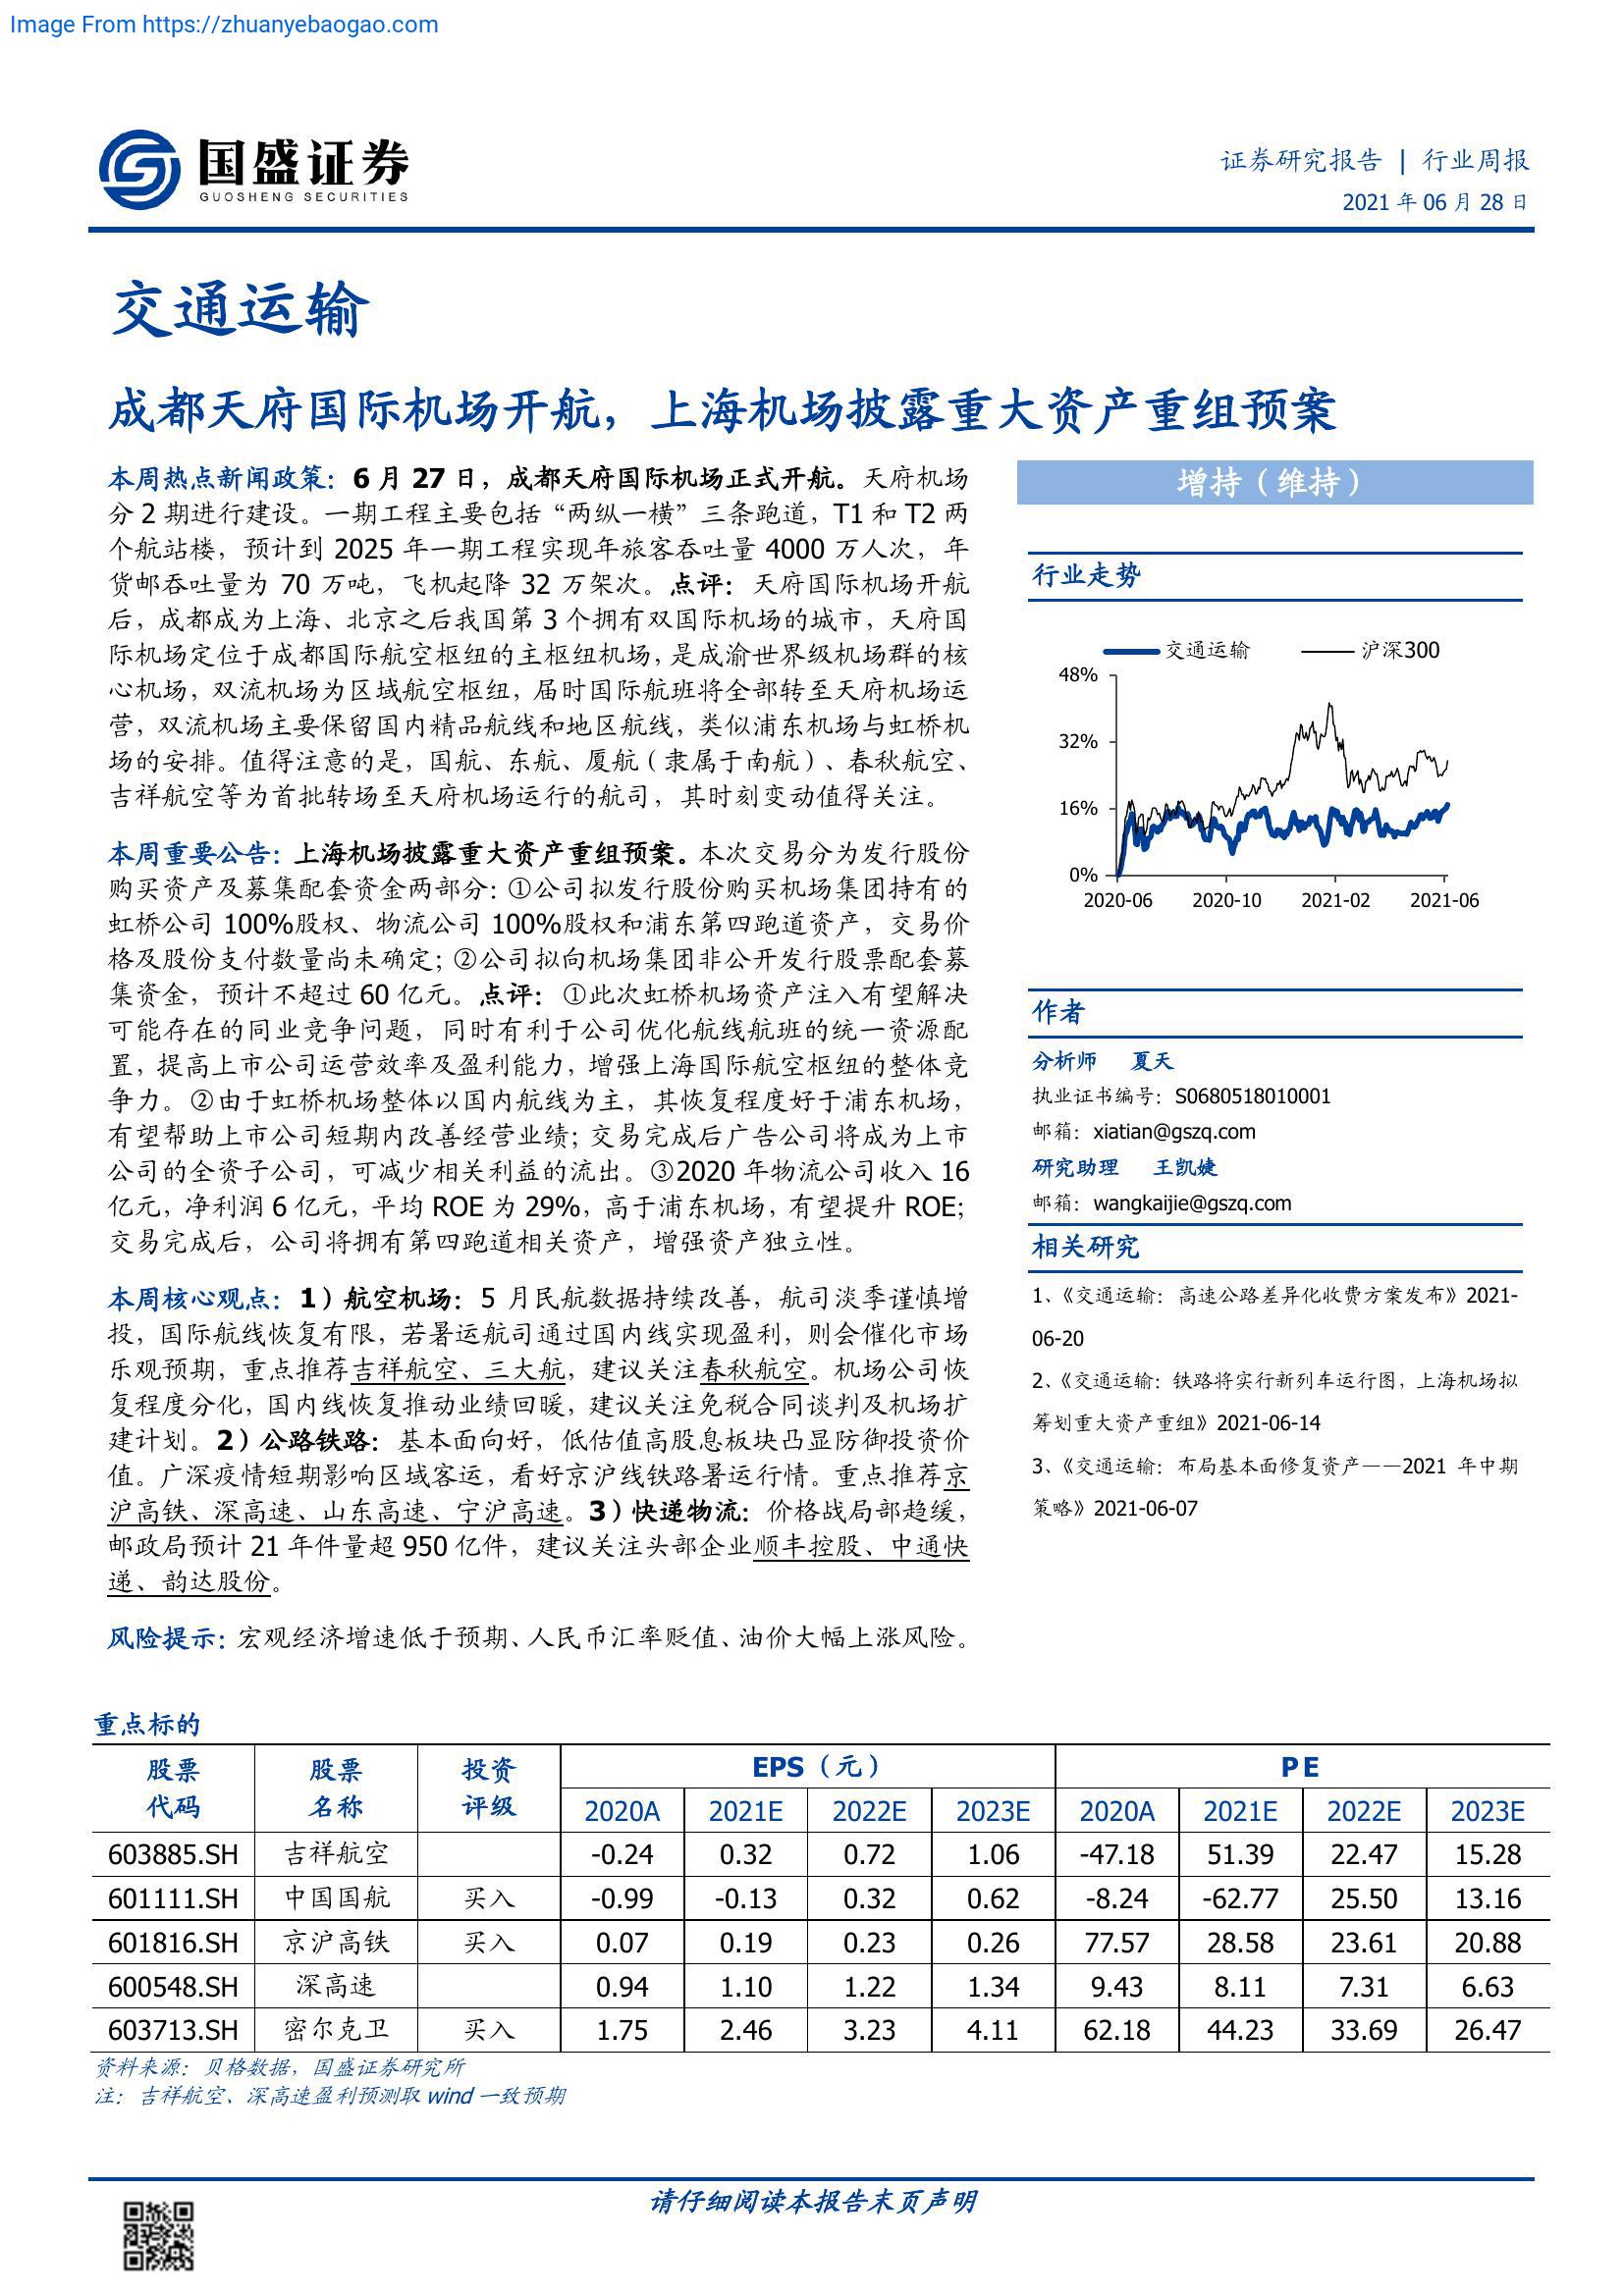 Image From https://zhuanyebaogao.com
国盛证券
GUOSHENG SECURITIES
证券研究报告 | 行业周报
2021 年 06 月 28 日
交通运输
成都天府国际机场开航，上海机场披露重大资产重组预案
本周热点新闻政策：6 月 27 日，成都天府国际机场正式开航。天府机场
分 2 期进行建设。一期工程主要包括“两纵一横”三条跑道，T1 和 T2 两
个航站楼，预计到 2025 年一期工程实现年旅客吞吐量 4000 万人次，年
货邮吞吐量为 70 万吨，飞机起降 32 万架次。点评：天府国际机场开航
后，成都成为上海、北京之后我国第 3 个拥有双国际机场的城市，天府国
际机场定位于成都国际航空枢纽的主枢纽机场，是成渝世界级机场群的核
心机场，双流机场为区域航空枢纽，届时国际航班将全部转至天府机场运
营，双流机场主要保留国内精品航线和地区航线，类似浦东机场与虹桥机
场的安排。值得注意的是，国航、东航、厦航（隶属于南航）、春秋航空、
吉祥航空等为首批转场至天府机场运行的航司，其时刻变动值得关注。
本周重要公告：上海机场披露重大资产重组预案。本次交易分为发行股份
购买资产及募集配套资金两部分：①公司拟发行股份购买机场集团持有的
虹桥公司 100%股权、物流公司 100%股权和浦东第四跑道资产，交易价
格及股份支付数量尚未确定；②公司拟向机场集团非公开发行股票配套募
集资金，预计不超过 60 亿元。点评：①此次虹桥机场资产注入有望解决
可能存在的同业竞争问题，同时有利于公司优化航线航班的统一资源配
置，提高上市公司运营效率及盈利能力，增强上海国际航空枢纽的整体竞
争力。②由于虹桥机场整体以国内航线为主，其恢复程度好于浦东机场，
有望帮助上市公司短期内改善经营业绩；交易完成后广告公司将成为上市
公司的全资子公司，可减少相关利益的流出。③2020 年物流公司收入 16
亿元，净利润 6 亿元，平均 ROE 为 29%，高于浦东机场，有望提升 ROE；
交易完成后，公司将拥有第四跑道相关资产，增强资产独立性。
本周核心观点：1）航空机场：5 月民航数据持续改善，航司淡季谨慎增
投，国际航线恢复有限，若暑运航司通过国内线实现盈利，则会催化市场
乐观预期，重点推荐吉祥航空、三大航，建议关注春秋航空。机场公司恢
复程度分化，国内线恢复推动业绩回暖，建议关注免税合同谈判及机场扩
建计划。2）公路铁路：基本面向好，低估值高股息板块凸显防御投资价
值。广深疫情短期影响区域客运，看好京沪线铁路暑运行情。重点推荐京
沪高铁、深高速、山东高速、宁沪高速。3）快递物流：价格战局部趋缓，
邮政局预计 21 年件量超 950 亿件，建议关注头部企业顺丰控股、中通快
递、韵达股份。
风险提示：宏观经济增速低于预期、人民币汇率贬值、油价大幅上涨风险。
增持（维持）
行业走势
交通运输 沪深300
48%
32%
16%
0%
2020-06 2020-10 2021-02 2021-06
作者
分析师 夏天
执业证书编号：S0680518010001
邮箱：xiatian@gszq.com
研究助理 王凯婕
邮箱：wangkaijie@gszq.com
相关研究
1、《交通运输：高速公路差异化收费方案发布》2021-
06-20
2、《交通运输：铁路将实行新列车运行图，上海机场拟
筹划重大资产重组》2021-06-14
3、《交通运输：布局基本面修复资产——2021 年中期
策略》2021-06-07
重点标的
股票 股票 投资 EPS（元） PE
代码 名称 评级 2020A 2021E 2022E 2023E 2020A 2021E 2022E 2023E
603885.SH 吉祥航空 -0.24 0.32 0.72 1.06 -47.18 51.39 22.47 15.28
601111.SH 中国国航 买入 -0.99 -0.13 0.32 0.62 -8.24 -62.77 25.50 13.16
601816.SH 京沪高铁 买入 0.07 0.19 0.23 0.26 77.57 28.58 23.61 20.88
600548.SH 深高速 0.94 1.10 1.22 1.34 9.43 8.11 7.31 6.63
603713.SH 密尔克卫 买入 1.75 2.46 3.23 4.11 62.18 44.23 33.69 26.47
资料来源：贝格数据，国盛证券研究所
注：吉祥航空、深高速盈利预测取 wind 一致预期
请仔细阅读本报告末页声明